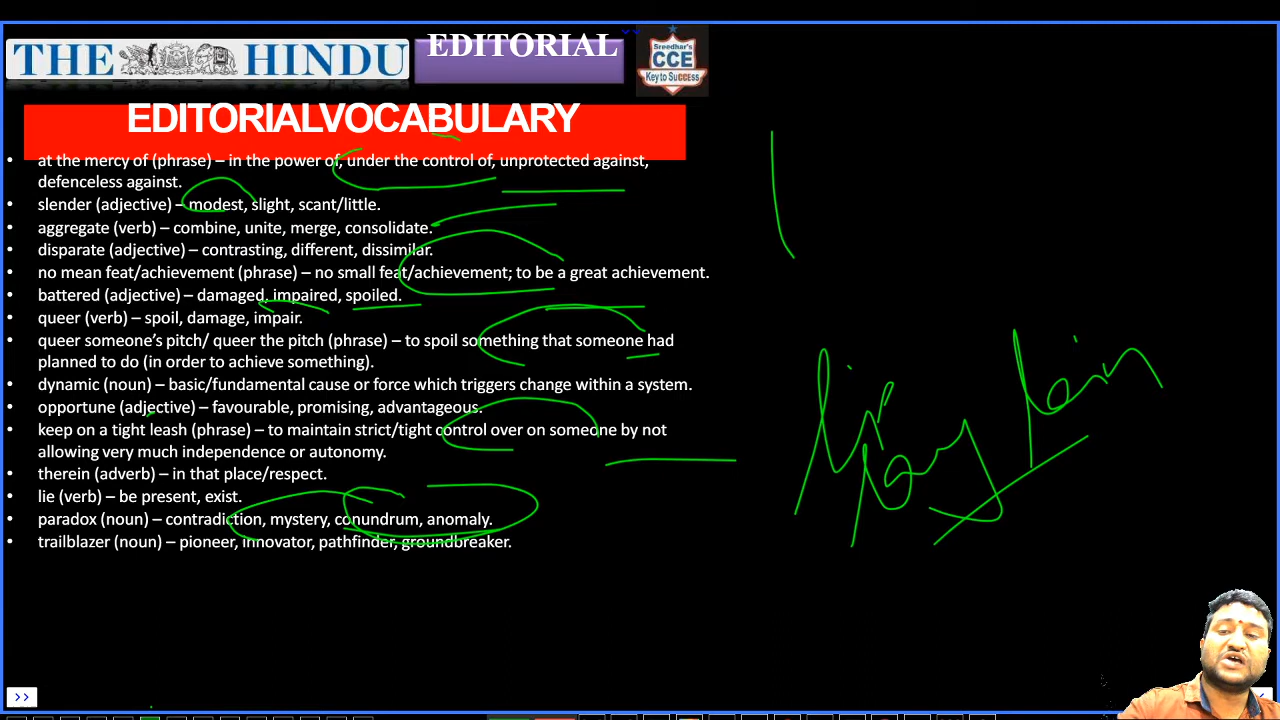 THE HINDU
EDITORIAL
Sreedhar's
CCE
Key to Success
EDITORIALVOCABULARY
• at the mercy of (phrase) – in the power of, under the control of, unprotected against,
defenceless against.
• slender (adjective) – modest, slight, scant/little.
• aggregate (verb) – combine, unite, merge, consolidate.
• disparate (adjective) – contrasting, different, dissimilar.
• no mean feat/achievement (phrase) – no small feat/achievement; to be a great achievement.
• battered (adjective) – damaged, impaired, spoiled.
• queer (verb) – spoil, damage, impair.
• queer someone's pitch/ queer the pitch (phrase) – to spoil something that someone had
planned to do (in order to achieve something).
• dynamic (noun) – basic/fundamental cause or force which triggers change within a system.
• opportune (adjective) – favourable, promising, advantageous.
• keep on a tight leash (phrase) – to maintain strict/tight control over on someone by not
allowing very much independence or autonomy.
• therein (adverb) – in that place/respect.
• lie (verb) – be present, exist.
• paradox (noun) – contradiction, mystery, conundrum, anomaly.
• trailblazer (noun) – pioneer, innovator, pathfinder, groundbreaker.
>>